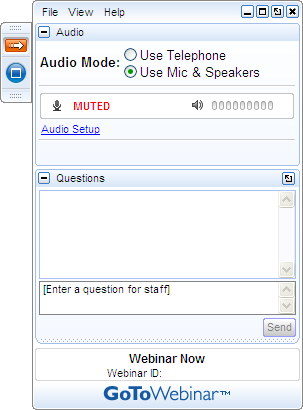 File View Help
Audio
Audio Mode:
Use Telephone
Use Mic & Speakers
MUTED
000000000
Audio Setup
Questions
[Enter a question for staff]
Send
Webinar Now
Webinar ID:
GoToWebinar™